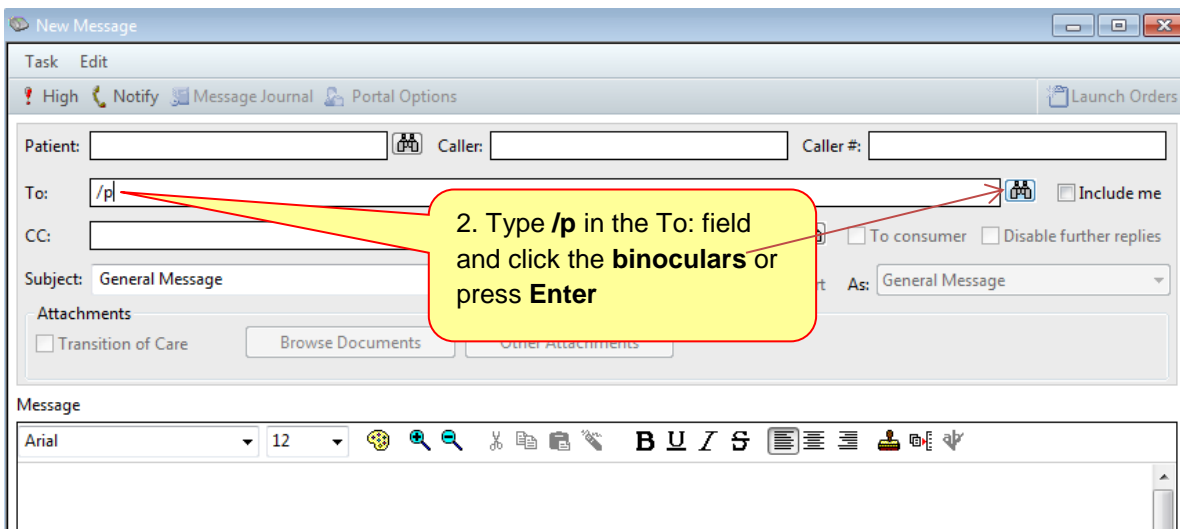 New Message
Task Edit
High Notify Message Journal Portal Options Launch Orders
Patient: Caller: Caller #:
To: /p Include me
CC: To consumer Disable further replies
Subject: General Message As: General Message
Attachments
Transition of Care Browse Documents Other Attachments
2. Type /p in the To: field
and click the binoculars or
press Enter
Message
Arial 12 B U I S